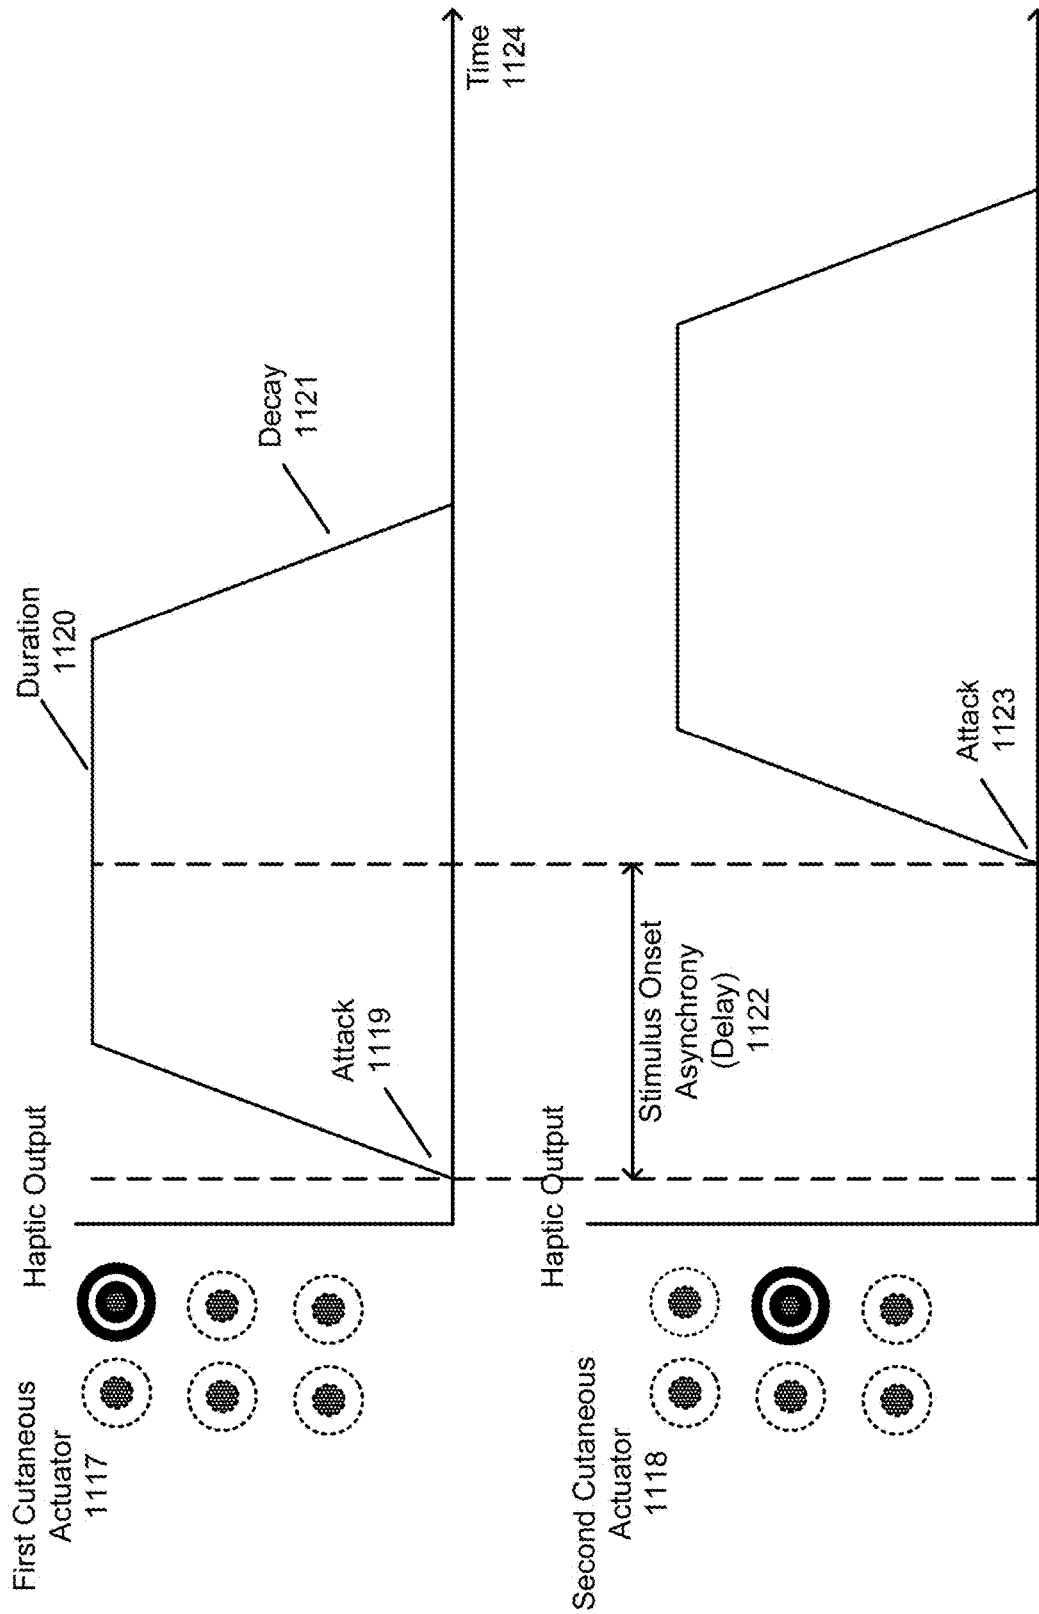 First Cutaneous
Actuator
1117
Haptic Output
Attack
1119
Duration
1120
Decay
1121
Time
1124
Second Cutaneous
Actuator
1118
Haptic Output
Stimulus Onset
Asynchrony
(Delay)
1122
Attack
1123